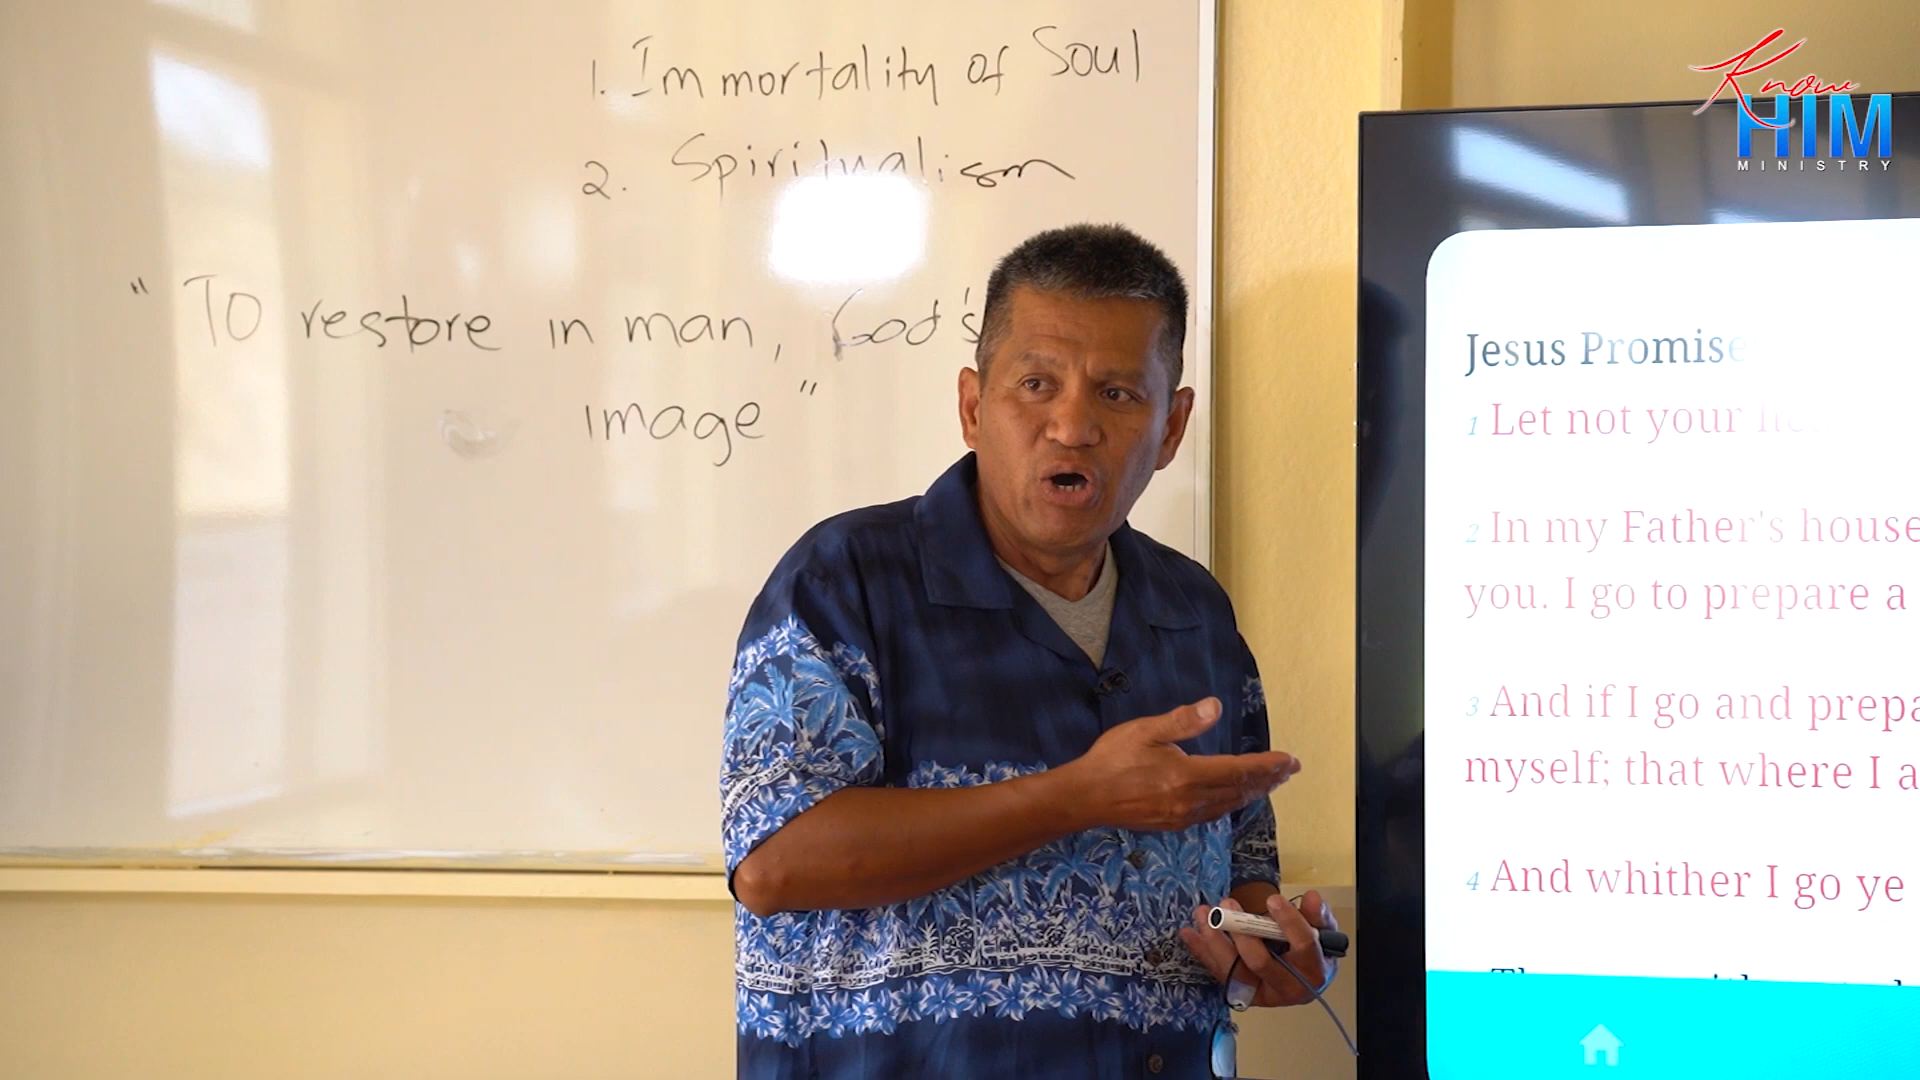 1. Immortality of Soul
2. Spiritualism
" To restore in man, God's
image "
Know
HIM
MINISTRY
Jesus Promise
1 Let not your
2 In my Father's house
you. I go to prepare a
3 And if I go and prepa
myself; that where I a
4 And whither I go ye